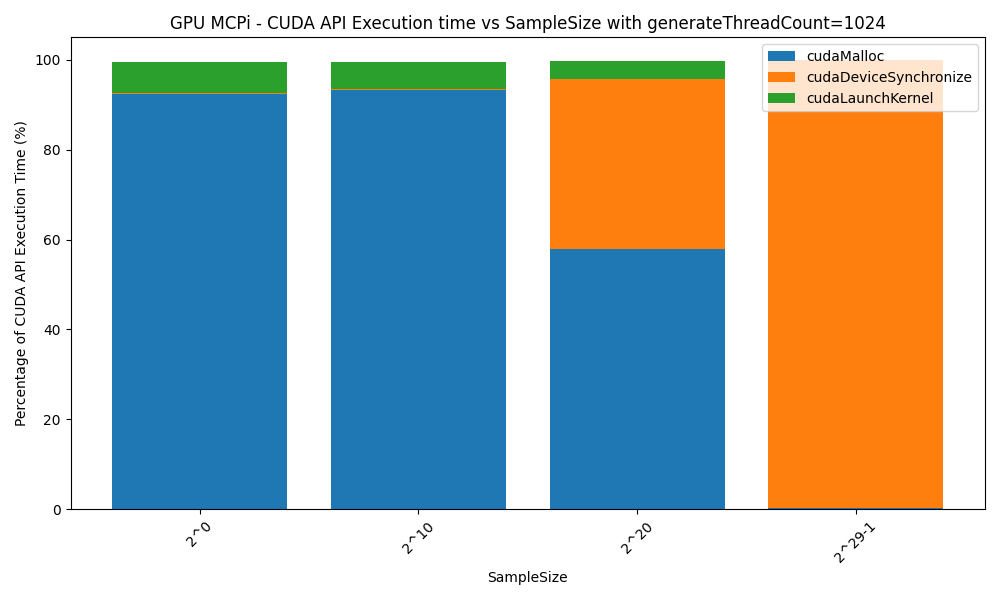 GPU MCPi - CUDA API Execution time vs SampleSize with generateThreadCount=1024
cudaMalloc
cudaDeviceSynchronize
cudaLaunchKernel
Percentage of CUDA API Execution Time (%)
100
80
60
40
20
0
2^0
2^10
2^20
2^29-1
SampleSize